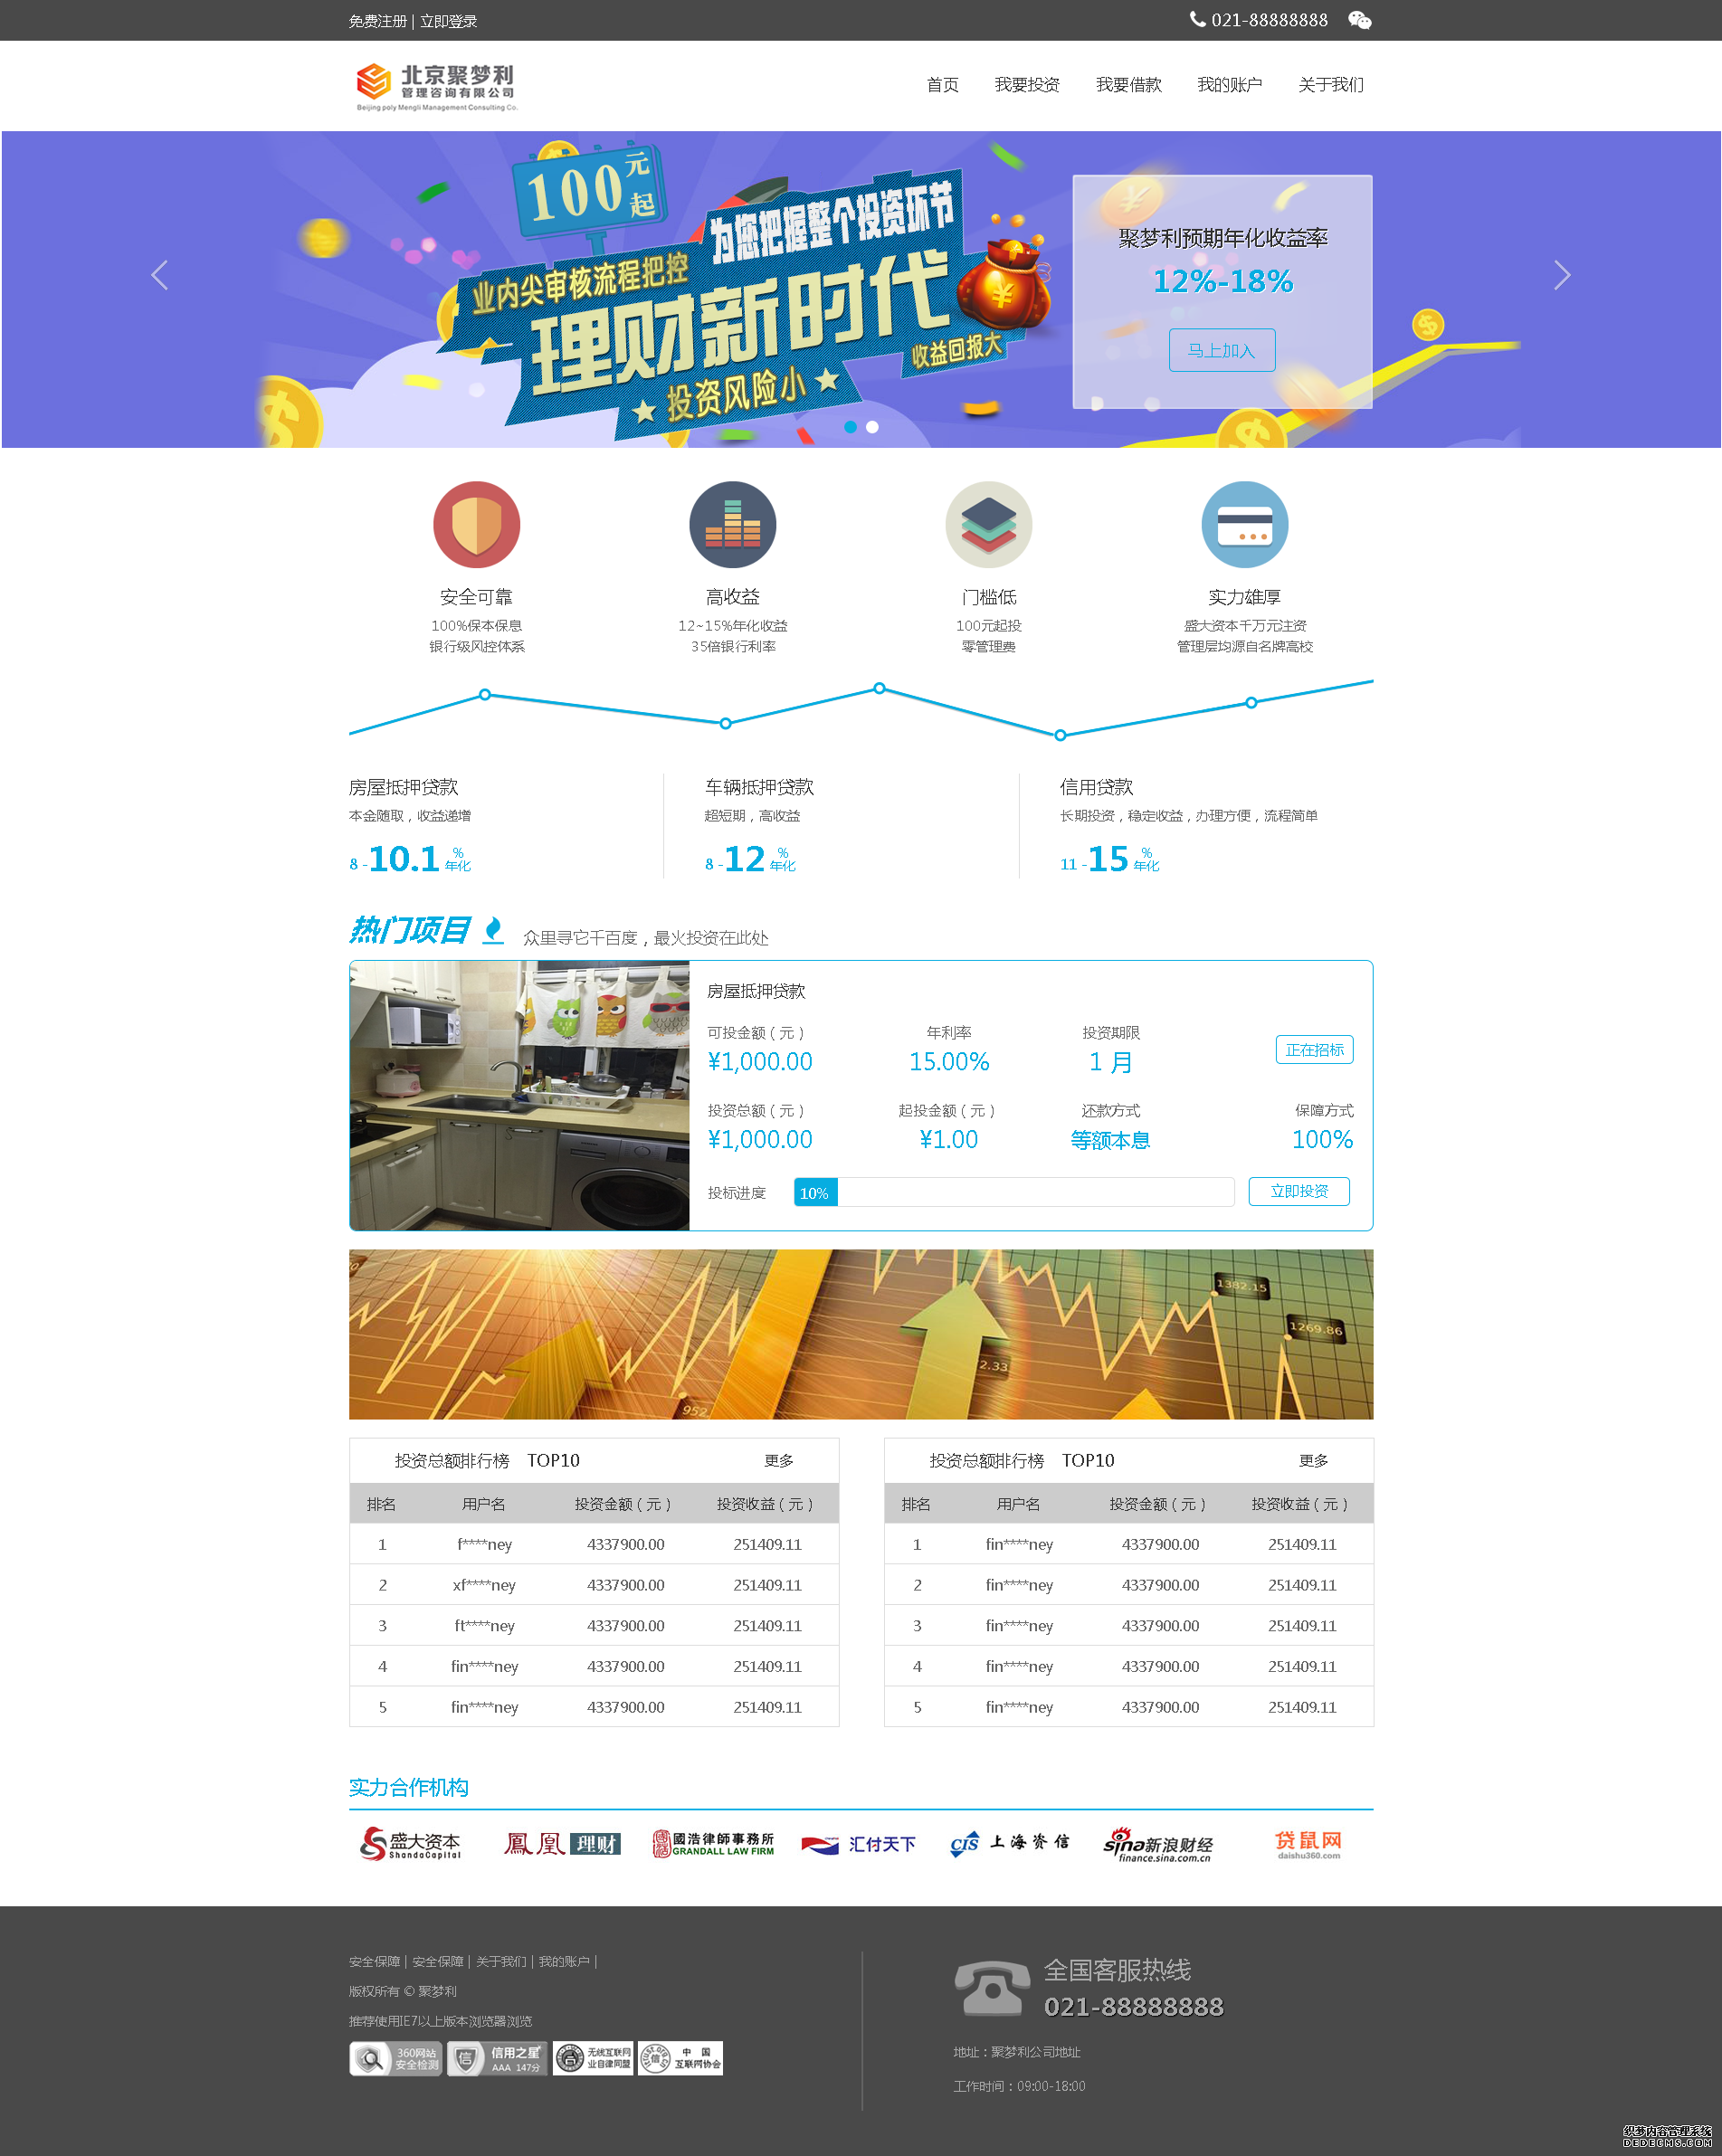 免费注册 | 立即登录
021-88888888
北京聚梦利
管理咨询有限公司
Beijing poly Mengli Management Consulting Co.
首页 我要投资 我要借款 我的账户 关于我们
100元起
为您把握整个投资环节
业内尖审核流程把控
理财新时代
收益回报大
投资风险小
聚梦利预期年化收益率
12%-18%
马上加入
安全可靠 高收益 门槛低 实力雄厚
100%保本保息 12~15%年化收益 100元起投 盛大资本千万元注资
银行级风控体系 35倍银行利率 零管理费 管理层均源自名牌高校
房屋抵押贷款 车辆抵押贷款 信用贷款
本金随取，收益递增 超短期，高收益 长期投资，稳定收益，办理方便，流程简单
8 -10.1 % 年化 8 -12 % 年化 11 -15 % 年化
热门项目 众里寻它千百度，最火投资在此处
房屋抵押贷款
可投金额（元） 年利率 投资期限
¥1,000.00 15.00% 1 月 正在招标
投资总额（元） 起投金额（元） 还款方式 保障方式
¥1,000.00 ¥1.00 等额本息 100%
投标进度 10% 立即投资
1382.15
1269.86
2.33
952
投资总额排行榜 TOP10 更多 投资总额排行榜 TOP10 更多
排名 用户名 投资金额（元） 投资收益（元） 排名 用户名 投资金额（元） 投资收益（元）
1 f****ney 4337900.00 251409.11 1 fin****ney 4337900.00 251409.11
2 xf****ney 4337900.00 251409.11 2 fin****ney 4337900.00 251409.11
3 ft****ney 4337900.00 251409.11 3 fin****ney 4337900.00 251409.11
4 fin****ney 4337900.00 251409.11 4 fin****ney 4337900.00 251409.11
5 fin****ney 4337900.00 251409.11 5 fin****ney 4337900.00 251409.11
实力合作机构
盛大资本 鳳凰理财 國浩律師事務所 汇付天下 CIS 上海资信 sina新浪财经 贷鼠网
ShandaCapital GRANDALL LAW FIRM finance.sina.com.cn daishu360.com
安全保障 | 安全保障 | 关于我们 | 我的账户 |
版权所有 © 聚梦利
推荐使用IE7以上版本浏览器浏览
360网站 安全检测 信 信用之星 AAA 147分 无线互联网 业自律同盟 信 中国 互联网协会
全国客服热线
021-88888888
地址：聚梦利公司地址
工作时间：09:00-18:00
织梦内容管理系统
DEDECMS.COM